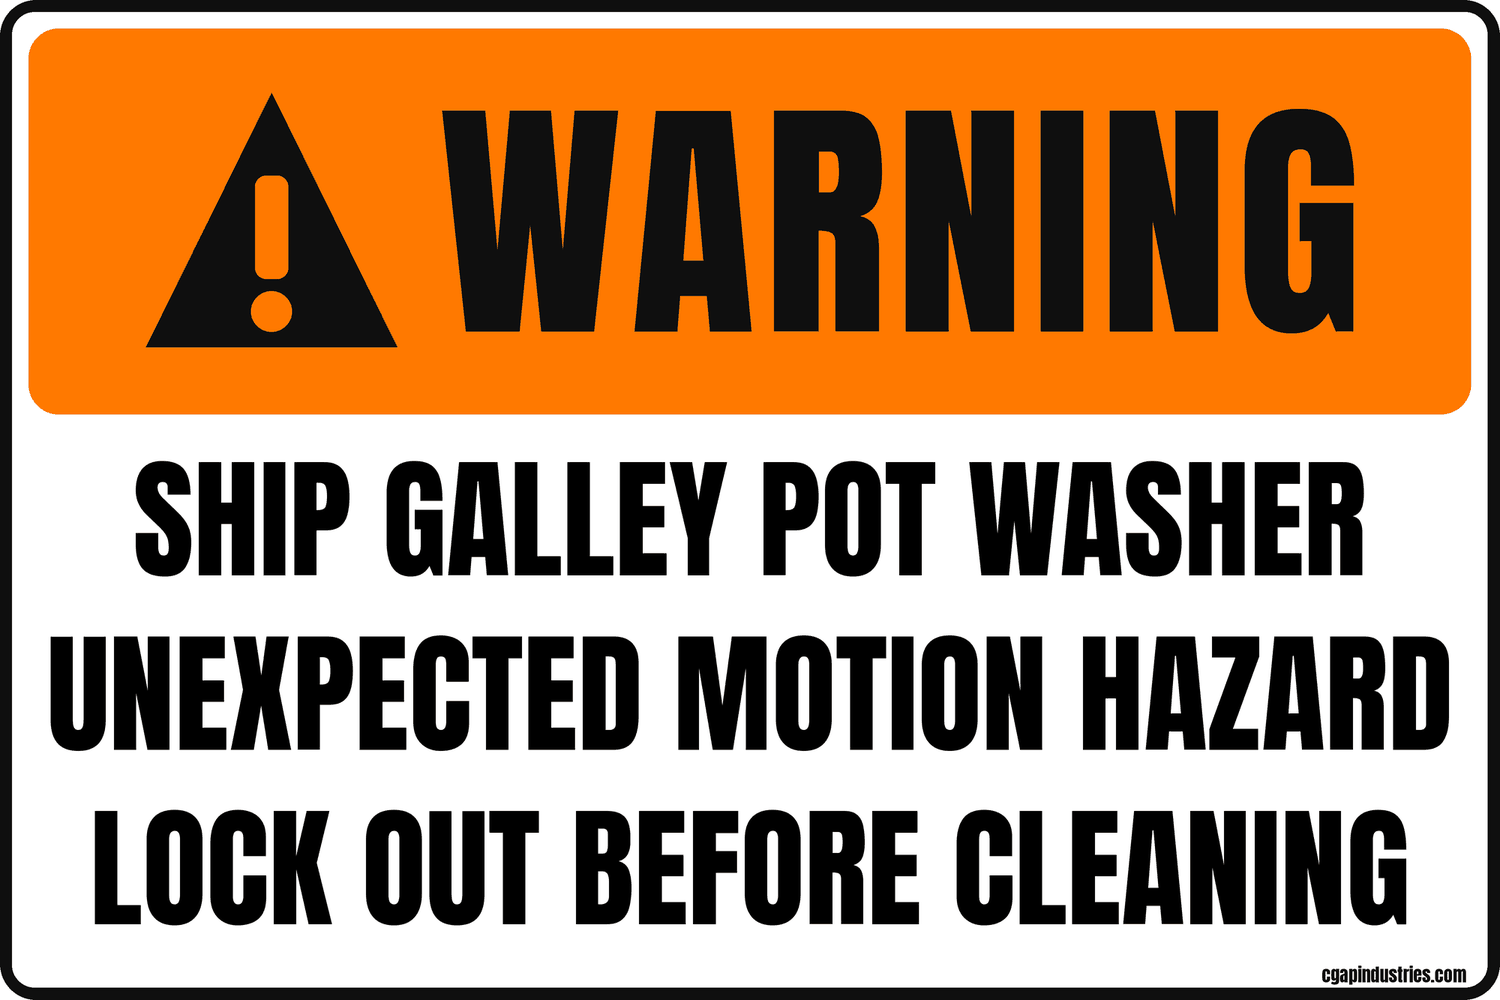 WARNING
SHIP GALLEY POT WASHER
UNEXPECTED MOTION HAZARD
LOCK OUT BEFORE CLEANING
cgapindustries.com